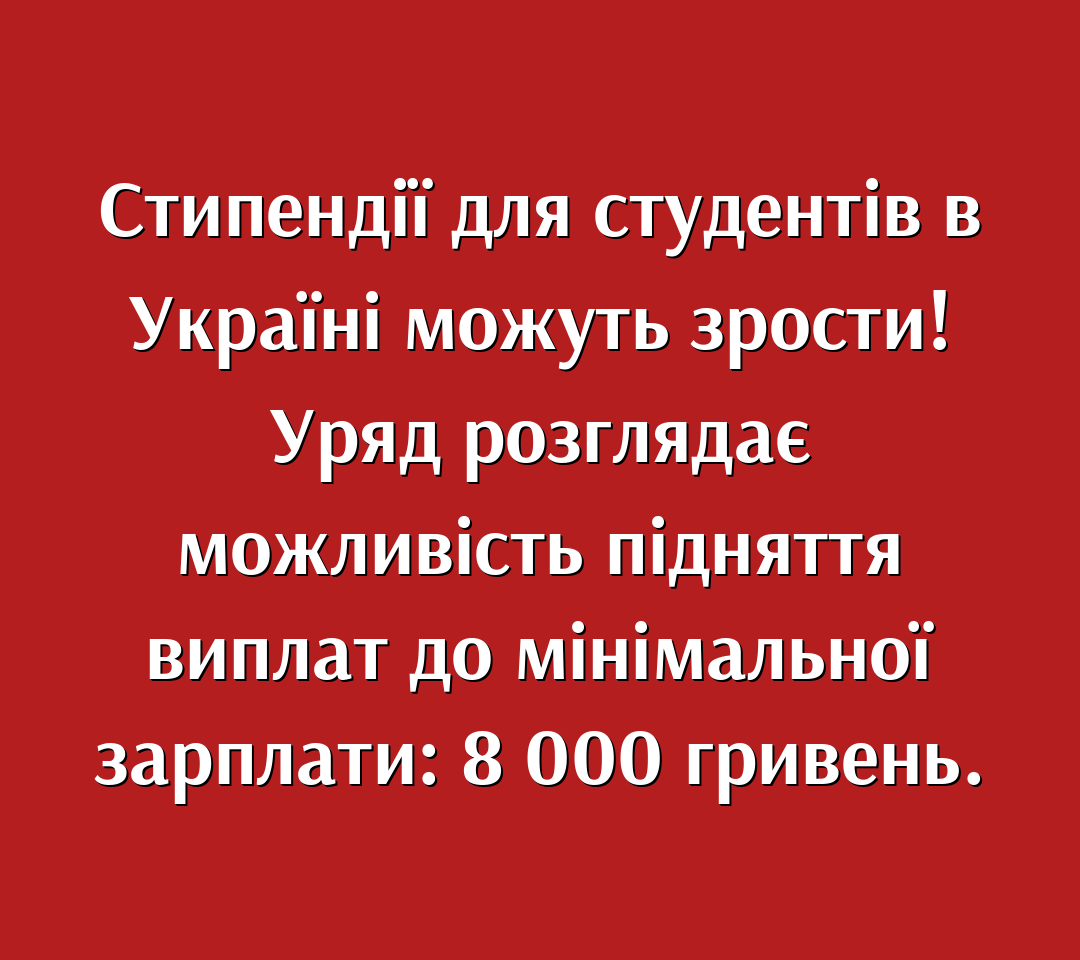 Стипендії для студентів в
Україні можуть зрости!
Уряд розглядає
можливість підняття
виплат до мінімальної
зарплати: 8 000 гривень.